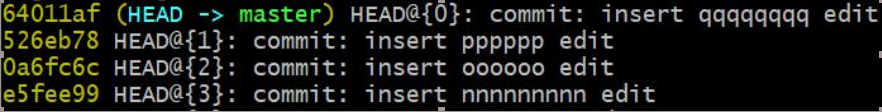 64011af (HEAD -> master) HEAD@{0}: commit: insert qqqqqqqq edit
526eb78 HEAD@{1}: commit: insert pppppp edit
0a6fc6c HEAD@{2}: commit: insert oooooo edit
e5fee99 HEAD@{3}: commit: insert nnnnnnnnn edit